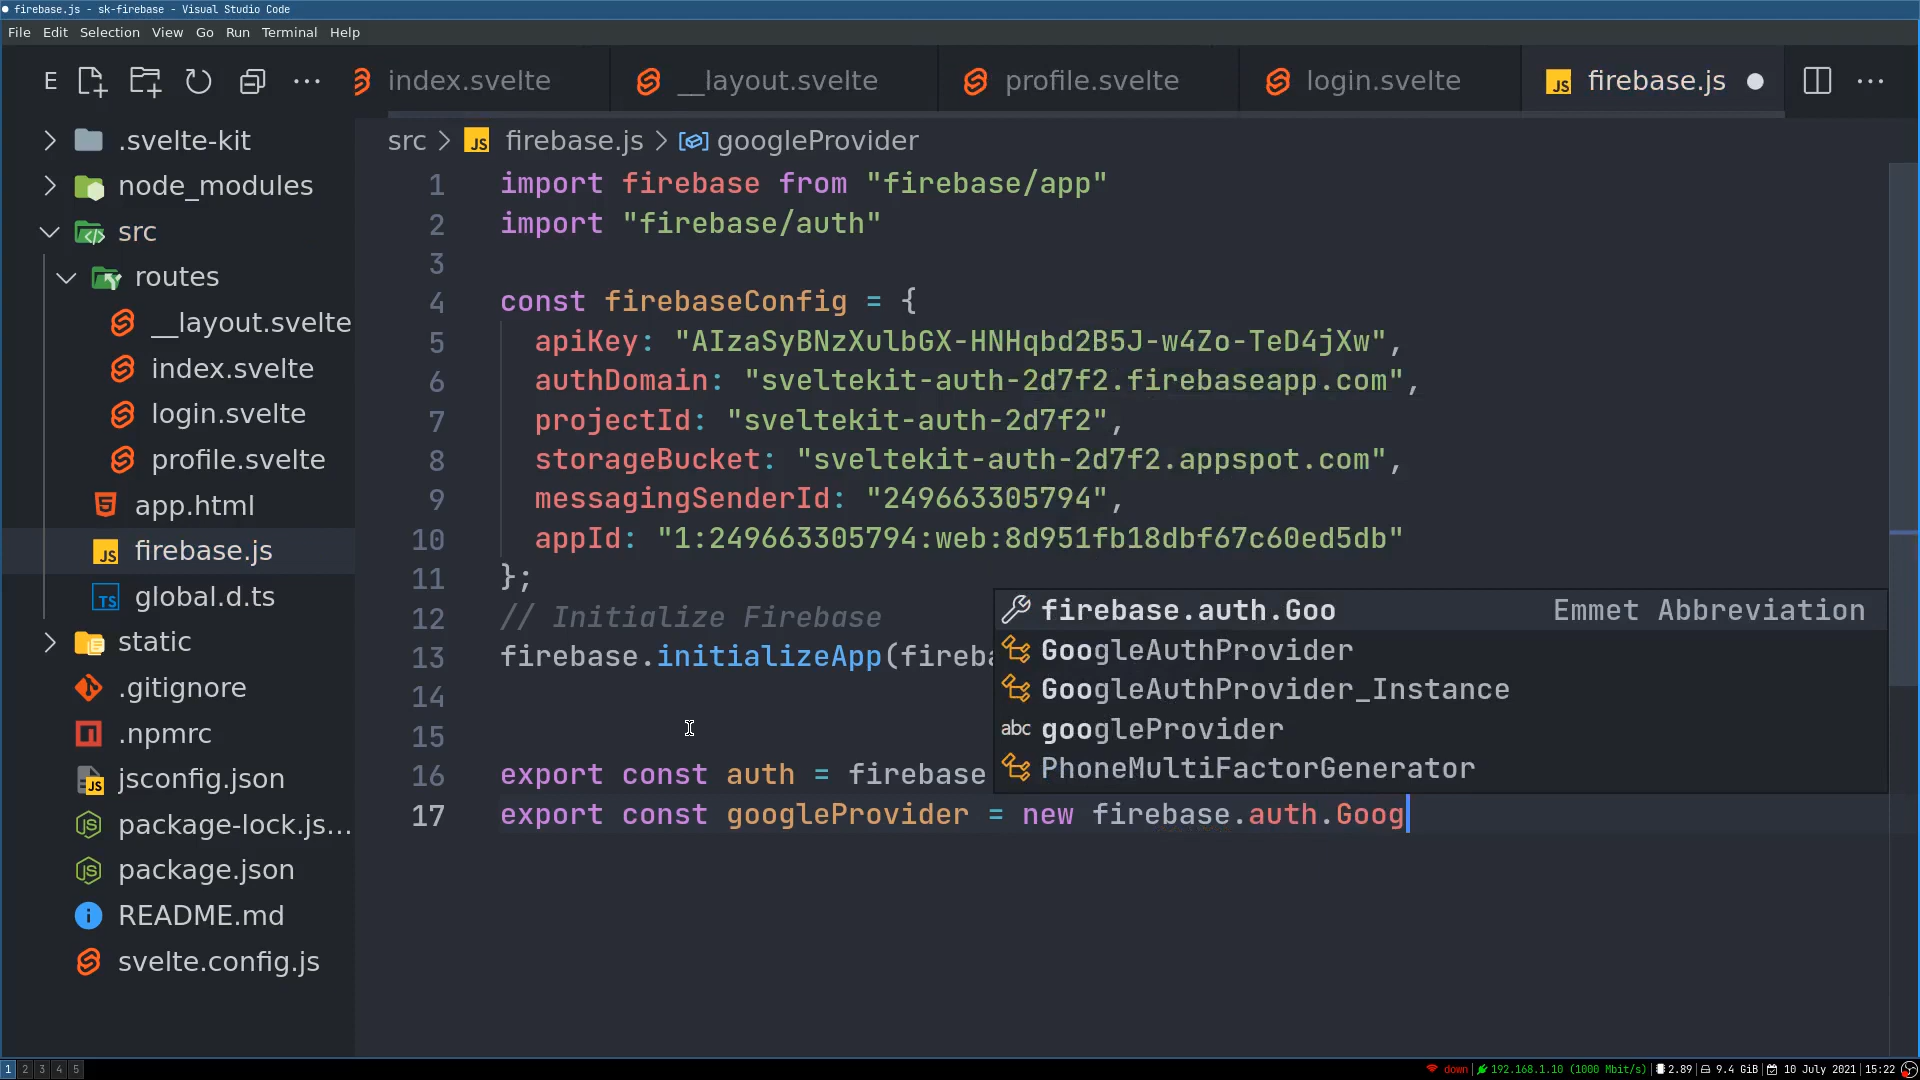 firebase.js - sk-firebase - Visual Studio Code
File Edit Selection View Go Run Terminal Help
E
index.svelte __layout.svelte profile.svelte login.svelte JS firebase.js
.svelte-kit
node_modules
src
routes
__layout.svelte
index.svelte
login.svelte
profile.svelte
app.html
JS firebase.js
TS global.d.ts
static
.gitignore
.npmrc
jsconfig.json
package-lock.js...
package.json
README.md
svelte.config.js
src > JS firebase.js > googleProvider
1 import firebase from "firebase/app"
2 import "firebase/auth"
3
4 const firebaseConfig = {
5 apiKey: "AIzaSyBNzXulbGX-HNHqbd2B5J-w4Zo-TeD4jXw",
6 authDomain: "sveltekit-auth-2d7f2.firebaseapp.com",
7 projectId: "sveltekit-auth-2d7f2",
8 storageBucket: "sveltekit-auth-2d7f2.appspot.com",
9 messagingSenderId: "249663305794",
10 appId: "1:249663305794:web:8d951fb18dbf67c60ed5db"
11 };
12 // Initialize Firebase
13 firebase.initializeApp(fireba
14
15
16 export const auth = firebase
17 export const googleProvider = new firebase.auth.Goog
firebase.auth.Goo Emmet Abbreviation
GoogleAuthProvider
GoogleAuthProvider_Instance
abc googleProvider
PhoneMultiFactorGenerator
1 2 3 4 5 down | 192.168.1.10 (1000 Mbit/s) | 2.89 | 9.4 GiB | 10 July 2021 | 15:22